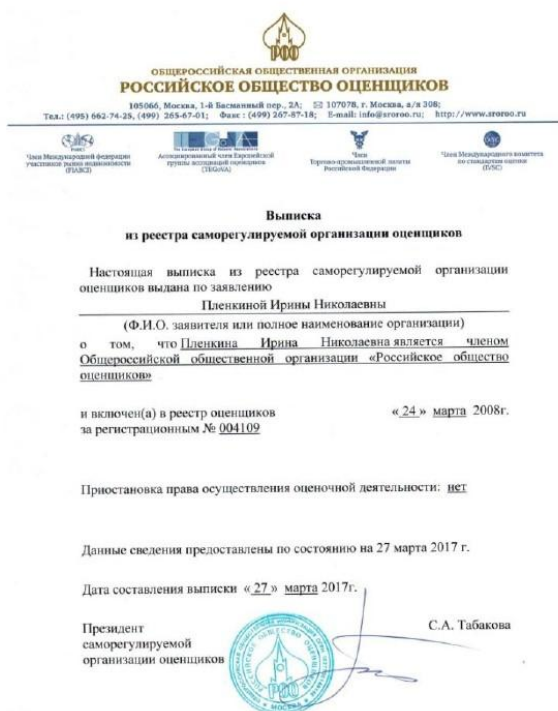 РОО
ОБЩЕРОССИЙСКАЯ ОБЩЕСТВЕННАЯ ОРГАНИЗАЦИЯ
РОССИЙСКОЕ ОБЩЕСТВО ОЦЕНЩИКОВ
105066, Москва, 1-й Басманный пер., 2А; 107078, г. Москва, а/я 308;
Тел.: (495) 662-74-25, (499) 265-67-01; Факс: (499) 267-87-18; E-mail: info@sroroo.ru; http://www.sroroo.ru
Член Международной федерации
участников рынка недвижимости
(FIABCI)
Ассоциированный член Европейской
группы ассоциаций оценщиков
(TEGoVA)
Член
Торгово-промышленной палаты
Российской Федерации
Член Международного комитета
по стандартам оценки
(IVSC)
Выписка
из реестра саморегулируемой организации оценщиков
Настоящая выписка из реестра саморегулируемой организации
оценщиков выдана по заявлению
Пленкиной Ирины Николаевны
(Ф.И.О. заявителя или полное наименование организации)
о том, что Пленкина Ирина Николаевна является членом
Общероссийской общественной организации «Российское общество
оценщиков»
и включен(а) в реестр оценщиков « 24 » марта 2008г.
за регистрационным № 004109
Приостановка права осуществления оценочной деятельности: нет
Данные сведения предоставлены по состоянию на 27 марта 2017 г.
Дата составления выписки « 27 » марта 2017г.
Президент С.А. Табакова
саморегулируемой
организации оценщиков
РОССИЙСКОЕ ОБЩЕСТВО ОЦЕНЩИКОВ
РОО
МОСКВА